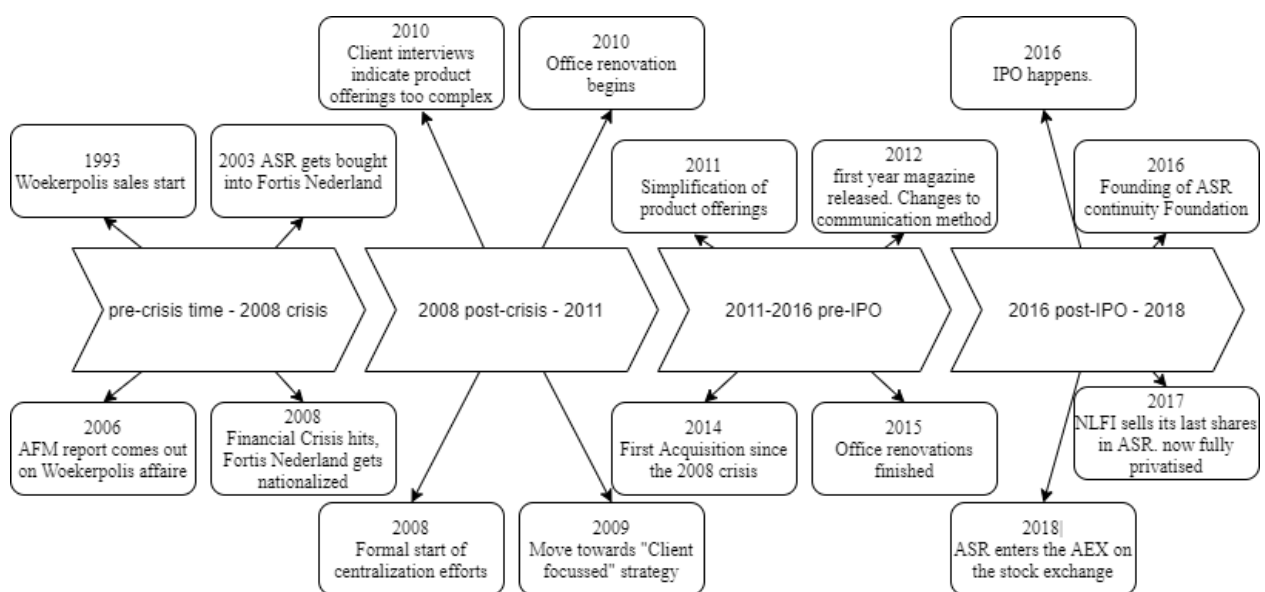 2010
Client interviews
indicate product
offerings too complex
2010
Office renovation
begins
2016
IPO happens.
1993
Woekerpolis sales start
2003 ASR gets bought
into Fortis Nederland
2011
Simplification of
product offerings
2012
first year magazine
released. Changes to
communication method
2016
Founding of ASR
continuity Foundation
pre-crisis time - 2008 crisis
2008 post-crisis - 2011
2011-2016 pre-IPO
2016 post-IPO - 2018
2006
AFM report comes out
on Woekerpolis affaire
2008
Financial Crisis hits,
Fortis Nederland gets
nationalized
2014
First Acquisition since
the 2008 crisis
2015
Office renovations
finished
2017
NLFI sells its last shares
in ASR. now fully
privatised
2008
Formal start of
centralization efforts
2009
Move towards "Client
focussed" strategy
2018|
ASR enters the AEX on
the stock exchange